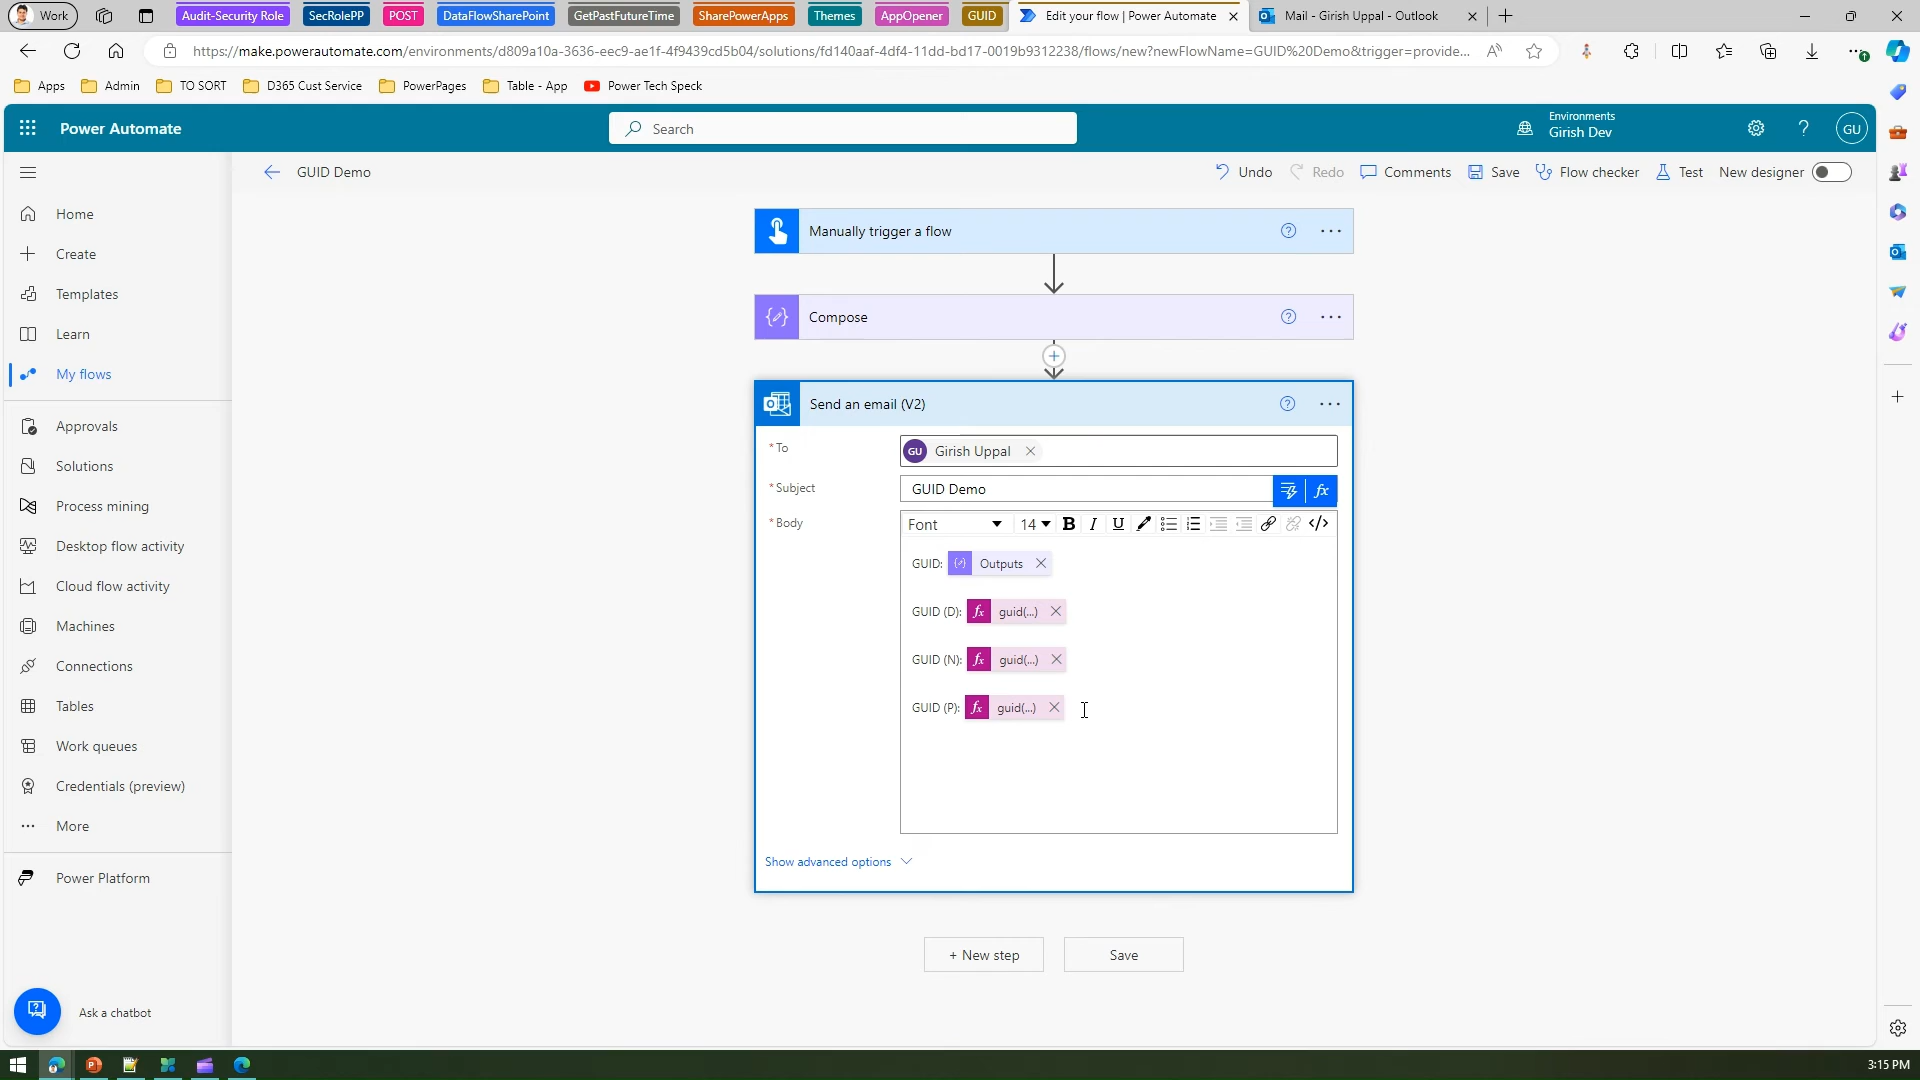 Work
Audit-Security Role
SecRolePP
POST
DataFlowSharePoint
GetPastFutureTime
SharePowerApps
Themes
AppOpener
GUID
Edit your flow | Power Automate
Mail - Girish Uppal - Outlook
https://make.powerautomate.com/environments/d809a10a-3636-eec9-ae1f-4f9439cd5b04/solutions/fd140aaf-4df4-11dd-bd17-0019b9312238/flows/new?newFlowName=GUID%20Demo&trigger=provide...
Apps
Admin
TO SORT
D365 Cust Service
PowerPages
Table - App
Power Tech Speck
Power Automate
Search
Environments
Girish Dev
GU
GUID Demo
Undo
Redo
Comments
Save
Flow checker
Test
New designer
Home
Create
Templates
Learn
My flows
Approvals
Solutions
Process mining
Desktop flow activity
Cloud flow activity
Machines
Connections
Tables
Work queues
Credentials (preview)
More
Power Platform
Ask a chatbot
Manually trigger a flow
Compose
Send an email (V2)
* To
GU Girish Uppal
* Subject
GUID Demo
fx
* Body
Font
14
B I U
</>
GUID: Outputs
GUID (D): fx guid(...)
GUID (N): fx guid(...)
GUID (P): fx guid(...)
Show advanced options
+ New step
Save
3:15 PM